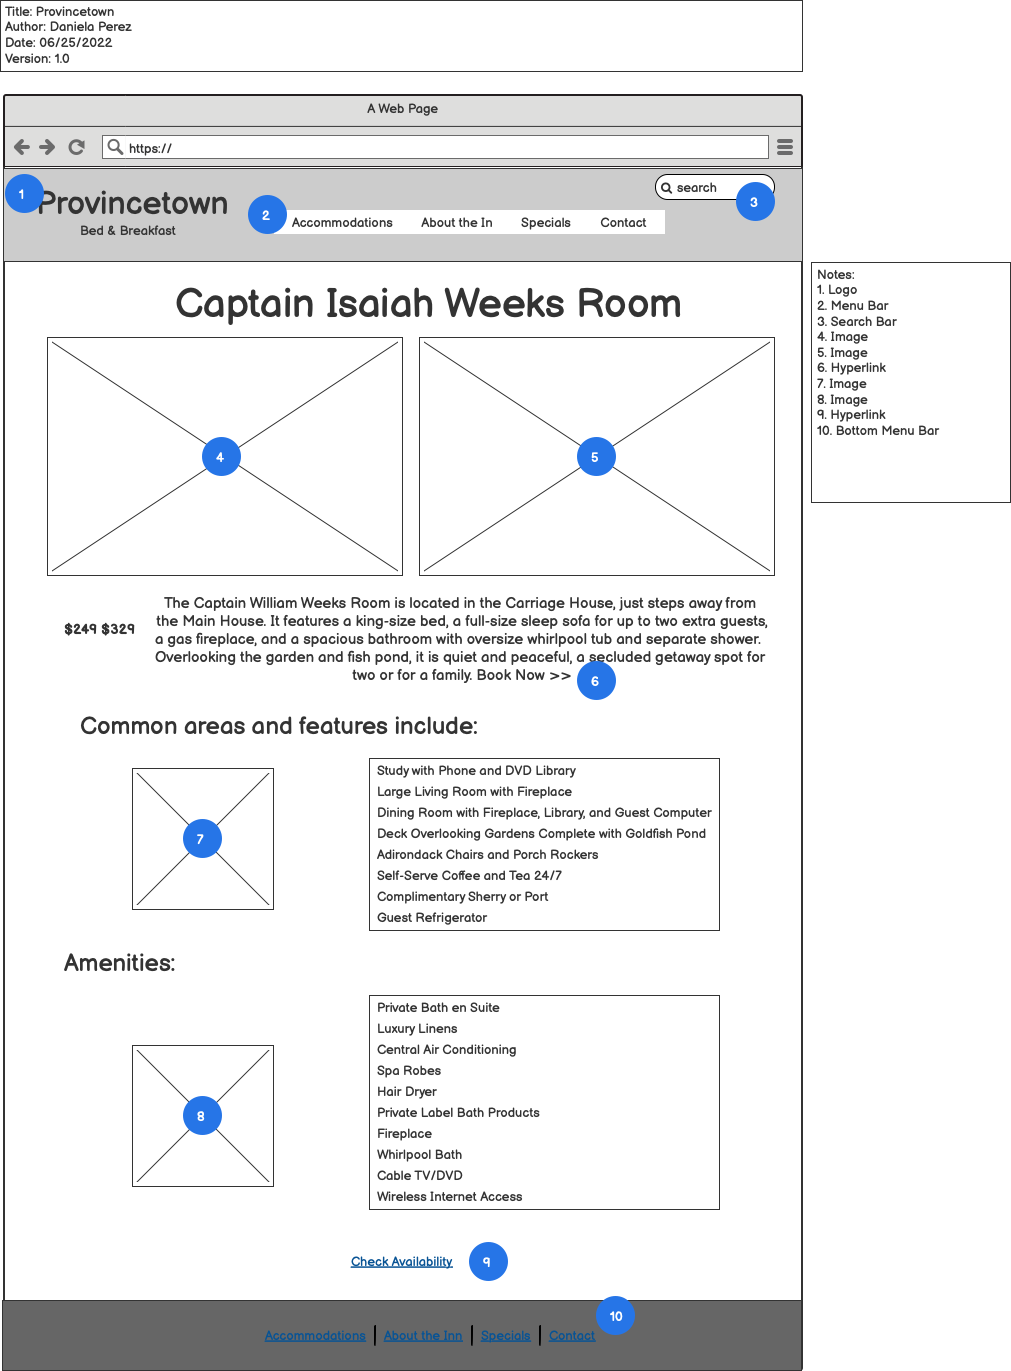 Title: Provincetown
Author: Daniela Perez
Date: 06/25/2022
Version: 1.0
A Web Page
https://
1
Provincetown
Bed & Breakfast
search
3
2
Accommodations About the In Specials Contact
Captain Isaiah Weeks Room
Notes:
1. Logo
2. Menu Bar
3. Search Bar
4. Image
5. Image
6. Hyperlink
7. Image
8. Image
9. Hyperlink
10. Bottom Menu Bar
4
5
$249 $329
The Captain William Weeks Room is located in the Carriage House, just steps away from
the Main House. It features a king-size bed, a full-size sleep sofa for up to two extra guests,
a gas fireplace, and a spacious bathroom with oversize whirlpool tub and separate shower.
Overlooking the garden and fish pond, it is quiet and peaceful, a secluded getaway spot for
two or for a family. Book Now >>
6
Common areas and features include:
7
Study with Phone and DVD Library
Large Living Room with Fireplace
Dining Room with Fireplace, Library, and Guest Computer
Deck Overlooking Gardens Complete with Goldfish Pond
Adirondack Chairs and Porch Rockers
Self-Serve Coffee and Tea 24/7
Complimentary Sherry or Port
Guest Refrigerator
Amenities:
8
Private Bath en Suite
Luxury Linens
Central Air Conditioning
Spa Robes
Hair Dryer
Private Label Bath Products
Fireplace
Whirlpool Bath
Cable TV/DVD
Wireless Internet Access
Check Availability
9
10
Accommodations About the Inn Specials Contact